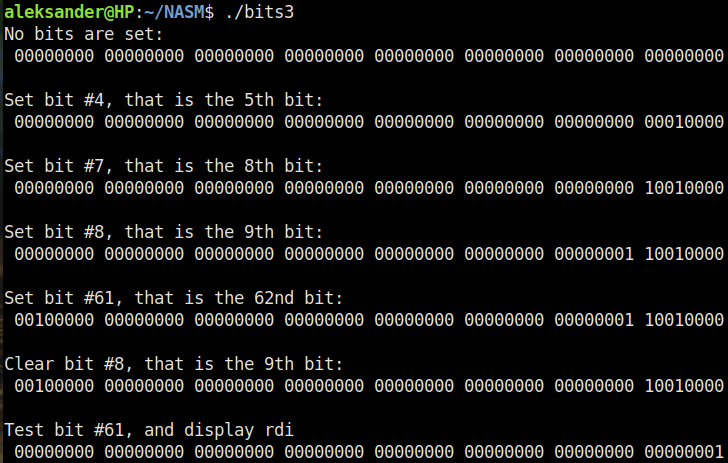 aleksander@HP:~/NASM$ ./bits3
No bits are set:
00000000 00000000 00000000 00000000 00000000 00000000 00000000 00000000
Set bit #4, that is the 5th bit:
00000000 00000000 00000000 00000000 00000000 00000000 00000000 00010000
Set bit #7, that is the 8th bit:
00000000 00000000 00000000 00000000 00000000 00000000 00000000 10010000
Set bit #8, that is the 9th bit:
00000000 00000000 00000000 00000000 00000000 00000000 00000001 10010000
Set bit #61, that is the 62nd bit:
00100000 00000000 00000000 00000000 00000000 00000000 00000001 10010000
Clear bit #8, that is the 9th bit:
00100000 00000000 00000000 00000000 00000000 00000000 00000000 10010000
Test bit #61, and display rdi
00000000 00000000 00000000 00000000 00000000 00000000 00000000 00000001